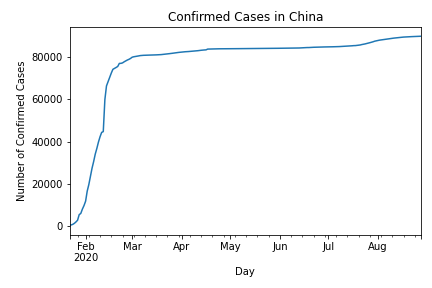 Confirmed Cases in China
Number of Confirmed Cases
80000
60000
40000
20000
0
Feb Mar Apr May Jun Jul Aug
2020
Day